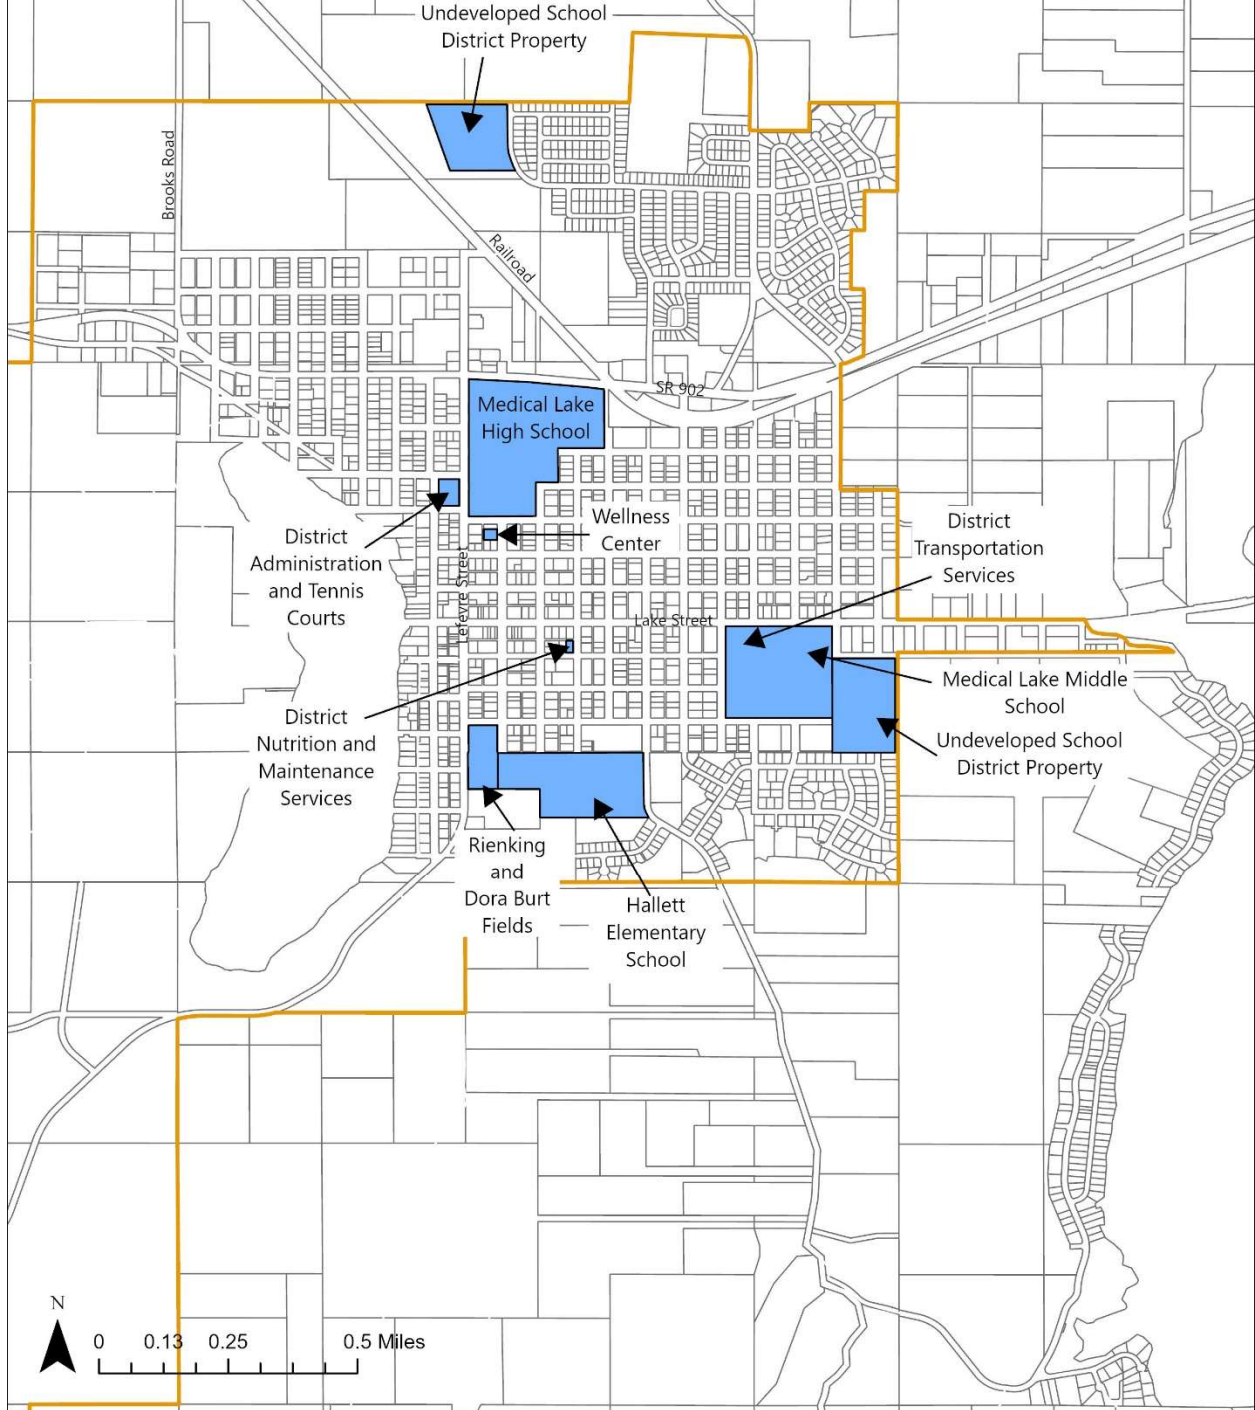 Undeveloped School
District Property
Brooks Road
Railroad
SR 902
Medical Lake
High School
District
Administration
and Tennis
Courts
Wellness
Center
District
Transportation
Services
Lefevre Street
Lake Street
Medical Lake Middle
School
District
Nutrition and
Maintenance
Services
Undeveloped School
District Property
Rienking
and
Dora Burt
Fields
Hallett
Elementary
School
N
0 0.13 0.25 0.5 Miles